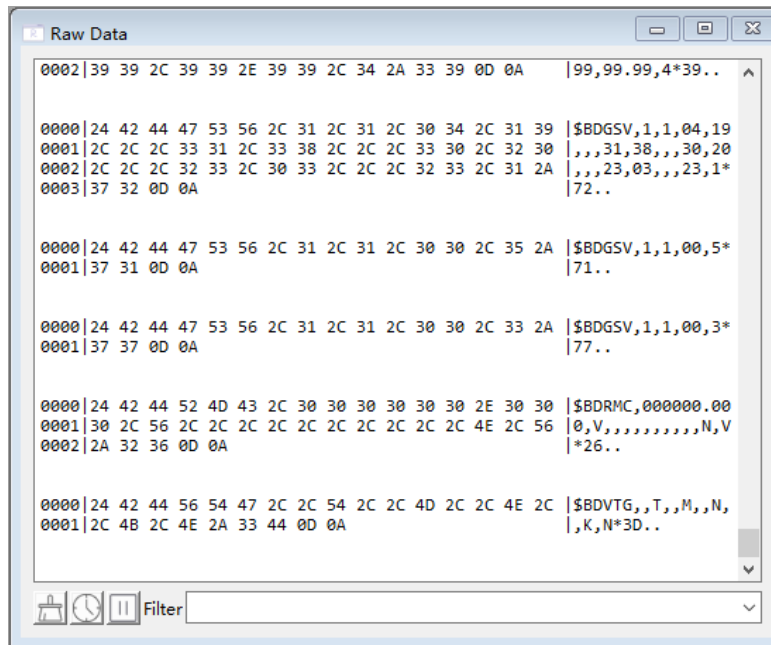 Raw Data
0002|39 39 2C 39 39 2E 39 39 2C 34 2A 33 39 0D 0A |99,99.99,4*39..
0000|24 42 44 47 53 56 2C 31 2C 31 2C 30 34 2C 31 39 |$BDGSV,1,1,04,19
0001|2C 2C 2C 33 31 2C 33 38 2C 2C 2C 33 30 2C 32 30 |,,,31,38,,,30,20
0002|2C 2C 2C 32 33 2C 30 33 2C 2C 2C 32 33 2C 31 2A |,,,23,03,,,23,1*
0003|37 32 0D 0A |72..
0000|24 42 44 47 53 56 2C 31 2C 31 2C 30 30 2C 35 2A |$BDGSV,1,1,00,5*
0001|37 31 0D 0A |71..
0000|24 42 44 47 53 56 2C 31 2C 31 2C 30 30 2C 33 2A |$BDGSV,1,1,00,3*
0001|37 37 0D 0A |77..
0000|24 42 44 52 4D 43 2C 30 30 30 30 30 30 2E 30 30 |$BDRMC,000000.00
0001|30 2C 56 2C 2C 2C 2C 2C 2C 2C 2C 2C 2C 4E 2C 56 |0,V,,,,,,,,,,N,V
0002|2A 32 36 0D 0A |*26..
0000|24 42 44 56 54 47 2C 2C 54 2C 2C 4D 2C 2C 4E 2C |$BDVTG,,T,,M,,N,
0001|2C 4B 2C 4E 2A 33 44 0D 0A |,K,N*3D..
Filter